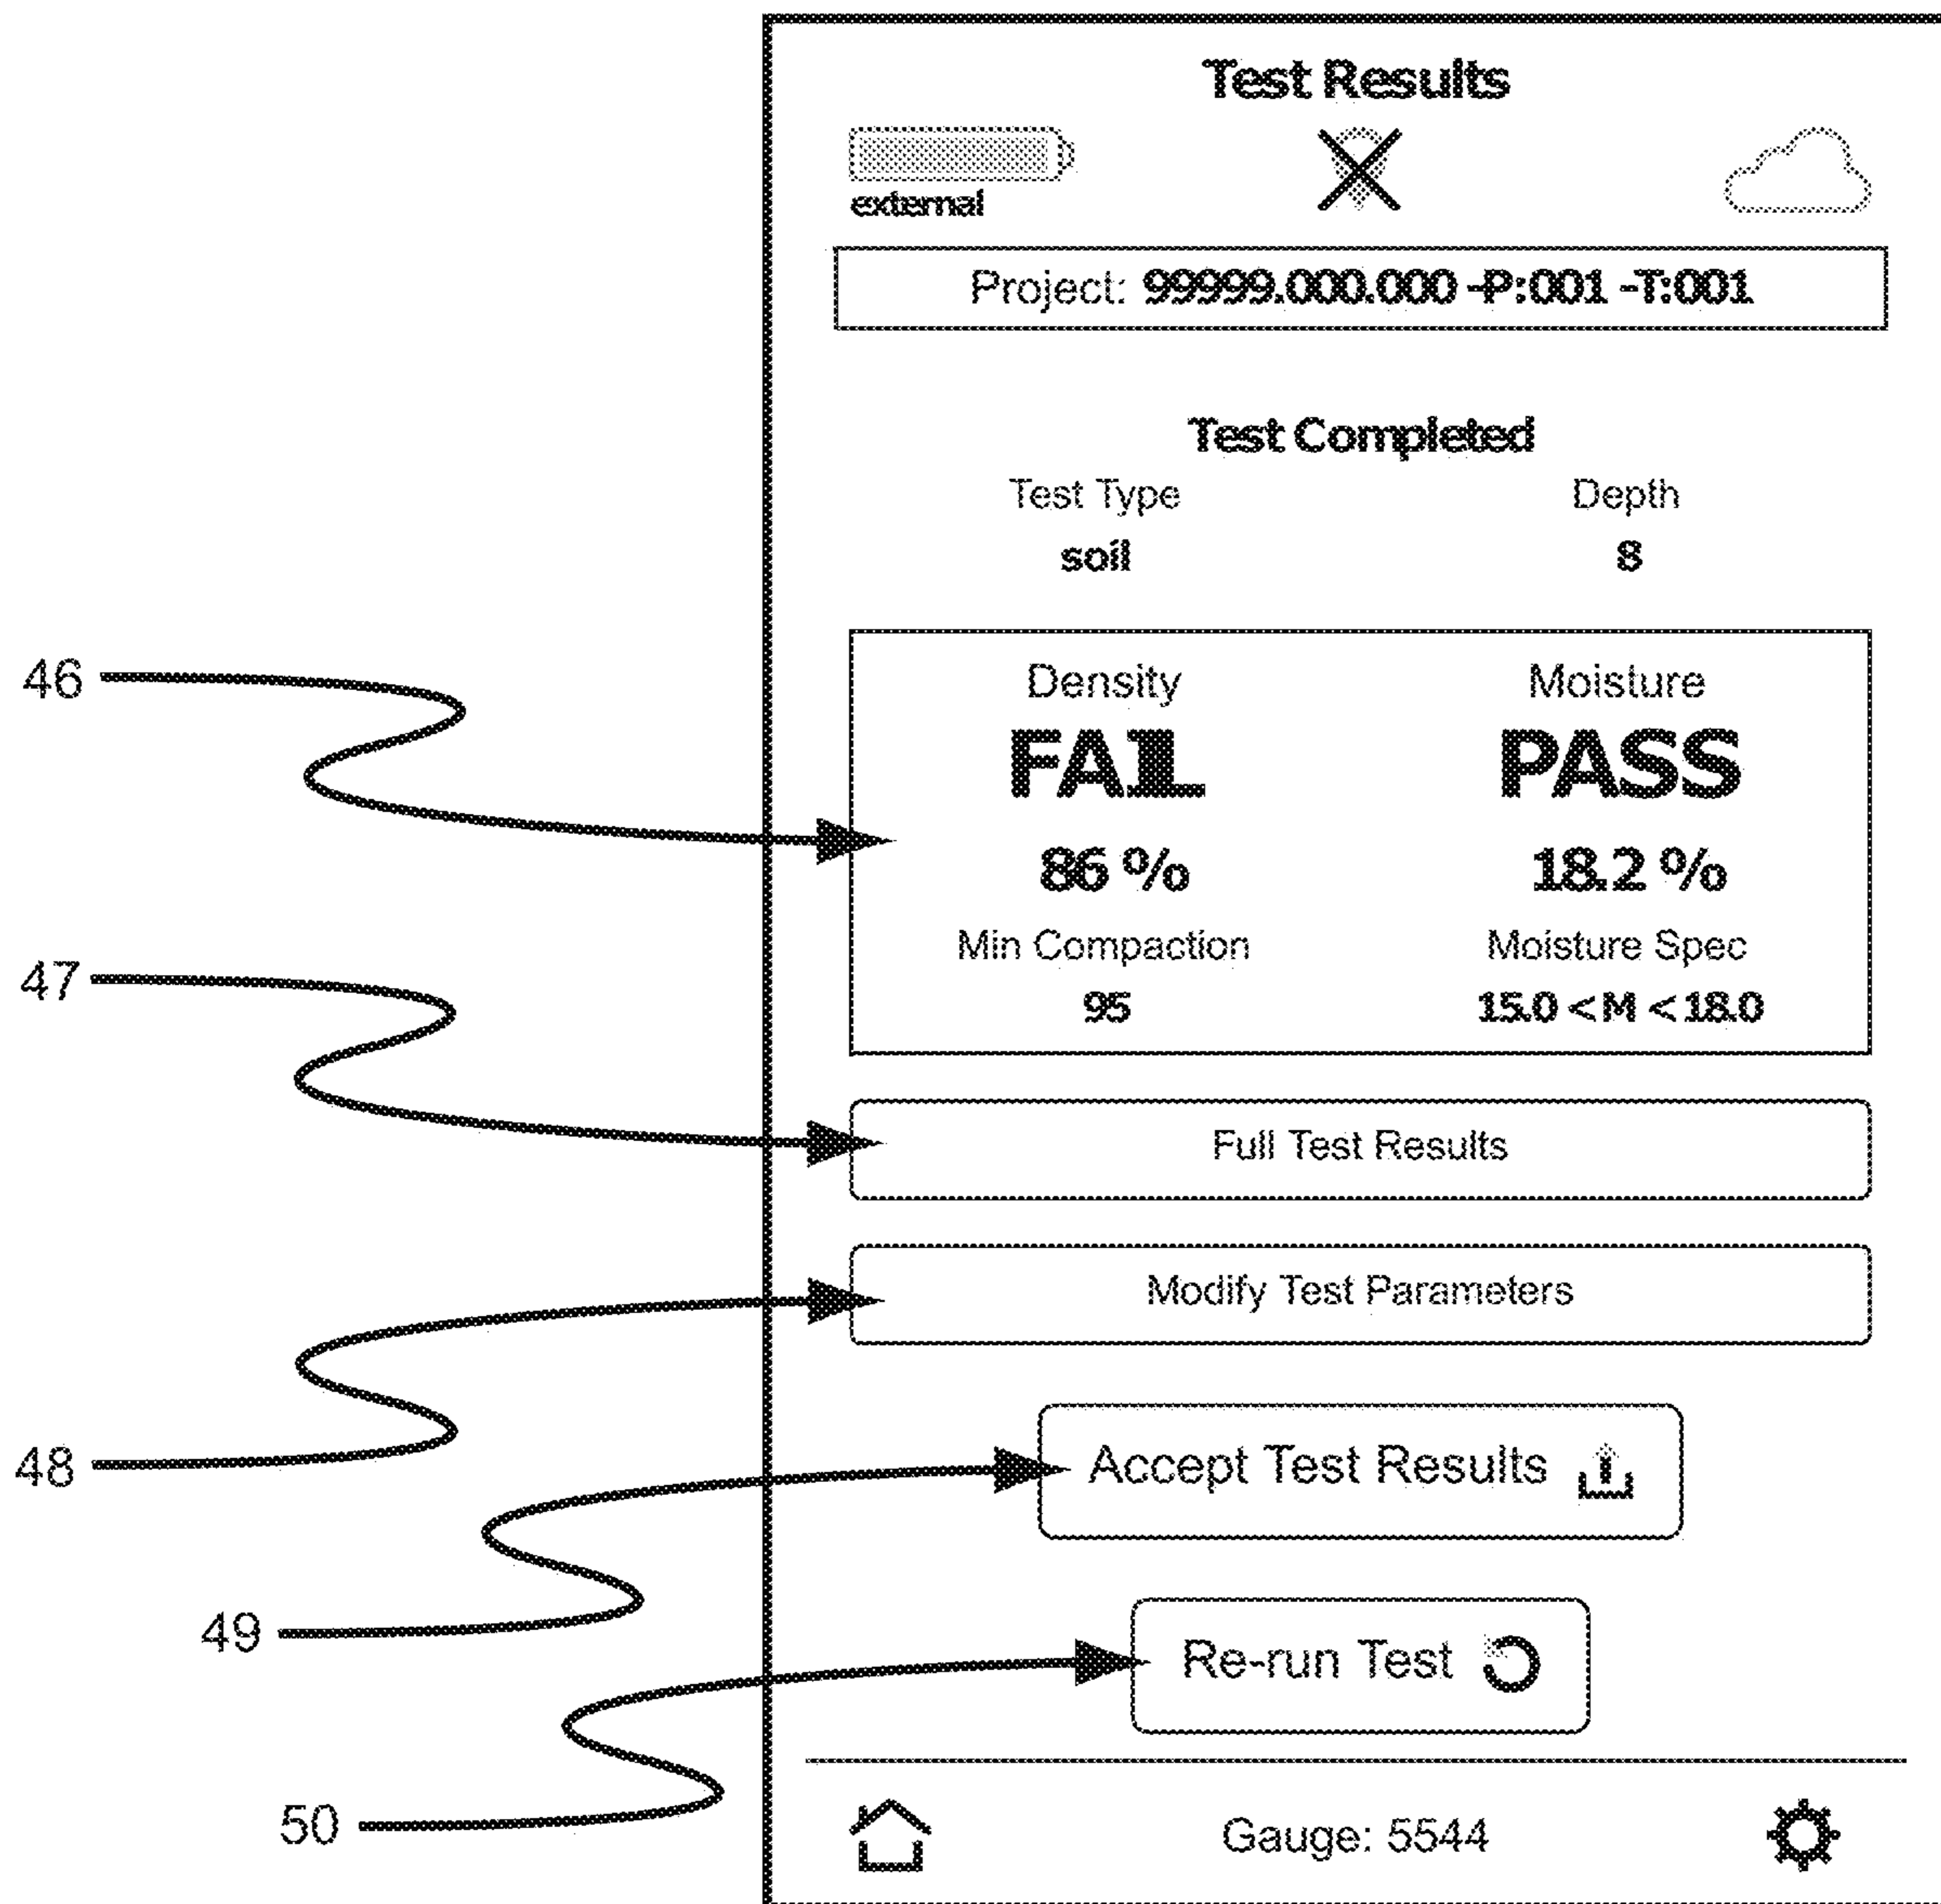 Test Results
external
Project: 99999.000.000 -P:001 -T:001
Test Completed
Test Type Depth
soil 8
46
Density Moisture
FAIL PASS
86 % 18.2 %
Min Compaction Moisture Spec
47
95 15.0 < M < 18.0
Full Test Results
Modify Test Parameters
48
Accept Test Results
49
Re-run Test
50
Gauge: 5544